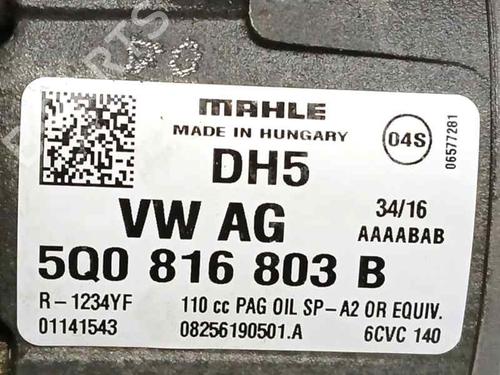 MAHLE
MADE IN HUNGARY
04S
06577281
DH5
VW AG
34/16
AAAABAB
5Q0 816 803 B
R-1234YF
110 cc PAG OIL SP-A2 OR EQUIV.
01141543
08256190501.A
6CVC 140